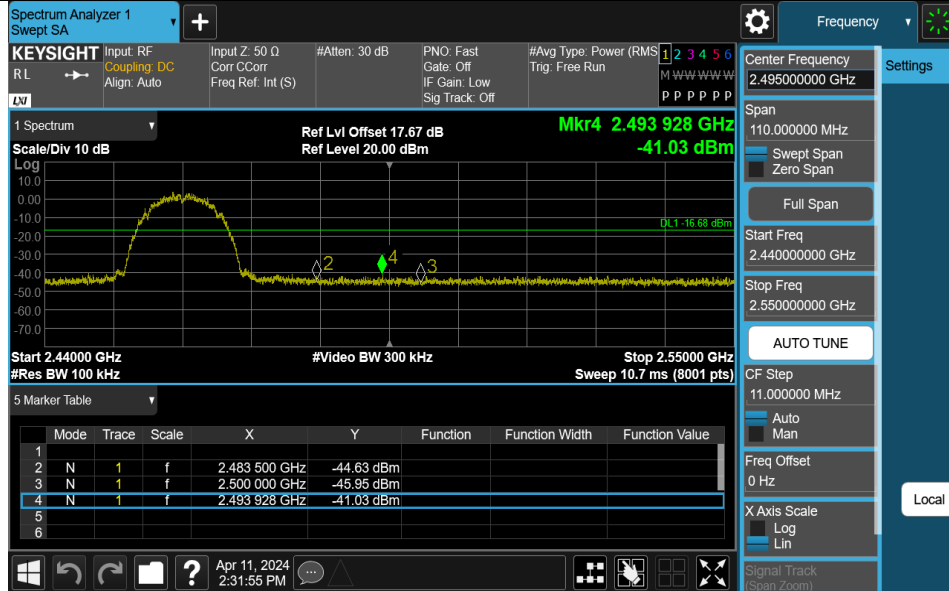 Spectrum Analyzer 1
Swept SA
+
Frequency
KEYSIGHT
RL
LXI
Input: RF
Coupling: DC
Align: Auto
Input Z: 50 Ω
Corr CCorr
Freq Ref: Int (S)
#Atten: 30 dB
PNO: Fast
Gate: Off
IF Gain: Low
Sig Track: Off
#Avg Type: Power (RMS
Trig: Free Run
1 2 3 4 5 6
M W W W W W
P P P P P P
1 Spectrum
Scale/Div 10 dB
Ref Lvl Offset 17.67 dB
Ref Level 20.00 dBm
Mkr4 2.493 928 GHz
-41.03 dBm
Log
10.0
0.00
-10.0
-20.0
-30.0
-40.0
-50.0
-60.0
-70.0
DL1 -16.68 dBm
2
4
3
Start 2.44000 GHz
#Video BW 300 kHz
Stop 2.55000 GHz
#Res BW 100 kHz
Sweep 10.7 ms (8001 pts)
5 Marker Table
Mode Trace Scale X Y Function Function Width Function Value
1
2 N 1 f 2.483 500 GHz -44.63 dBm
3 N 1 f 2.500 000 GHz -45.95 dBm
4 N 1 f 2.493 928 GHz -41.03 dBm
5
6
?
Apr 11, 2024
2:31:55 PM
Center Frequency
2.495000000 GHz
Settings
Span
110.000000 MHz
Swept Span
Zero Span
Full Span
Start Freq
2.440000000 GHz
Stop Freq
2.550000000 GHz
AUTO TUNE
CF Step
11.000000 MHz
Auto
Man
Freq Offset
0 Hz
Local
X Axis Scale
Log
Lin
Signal Track
(Span Zoom)